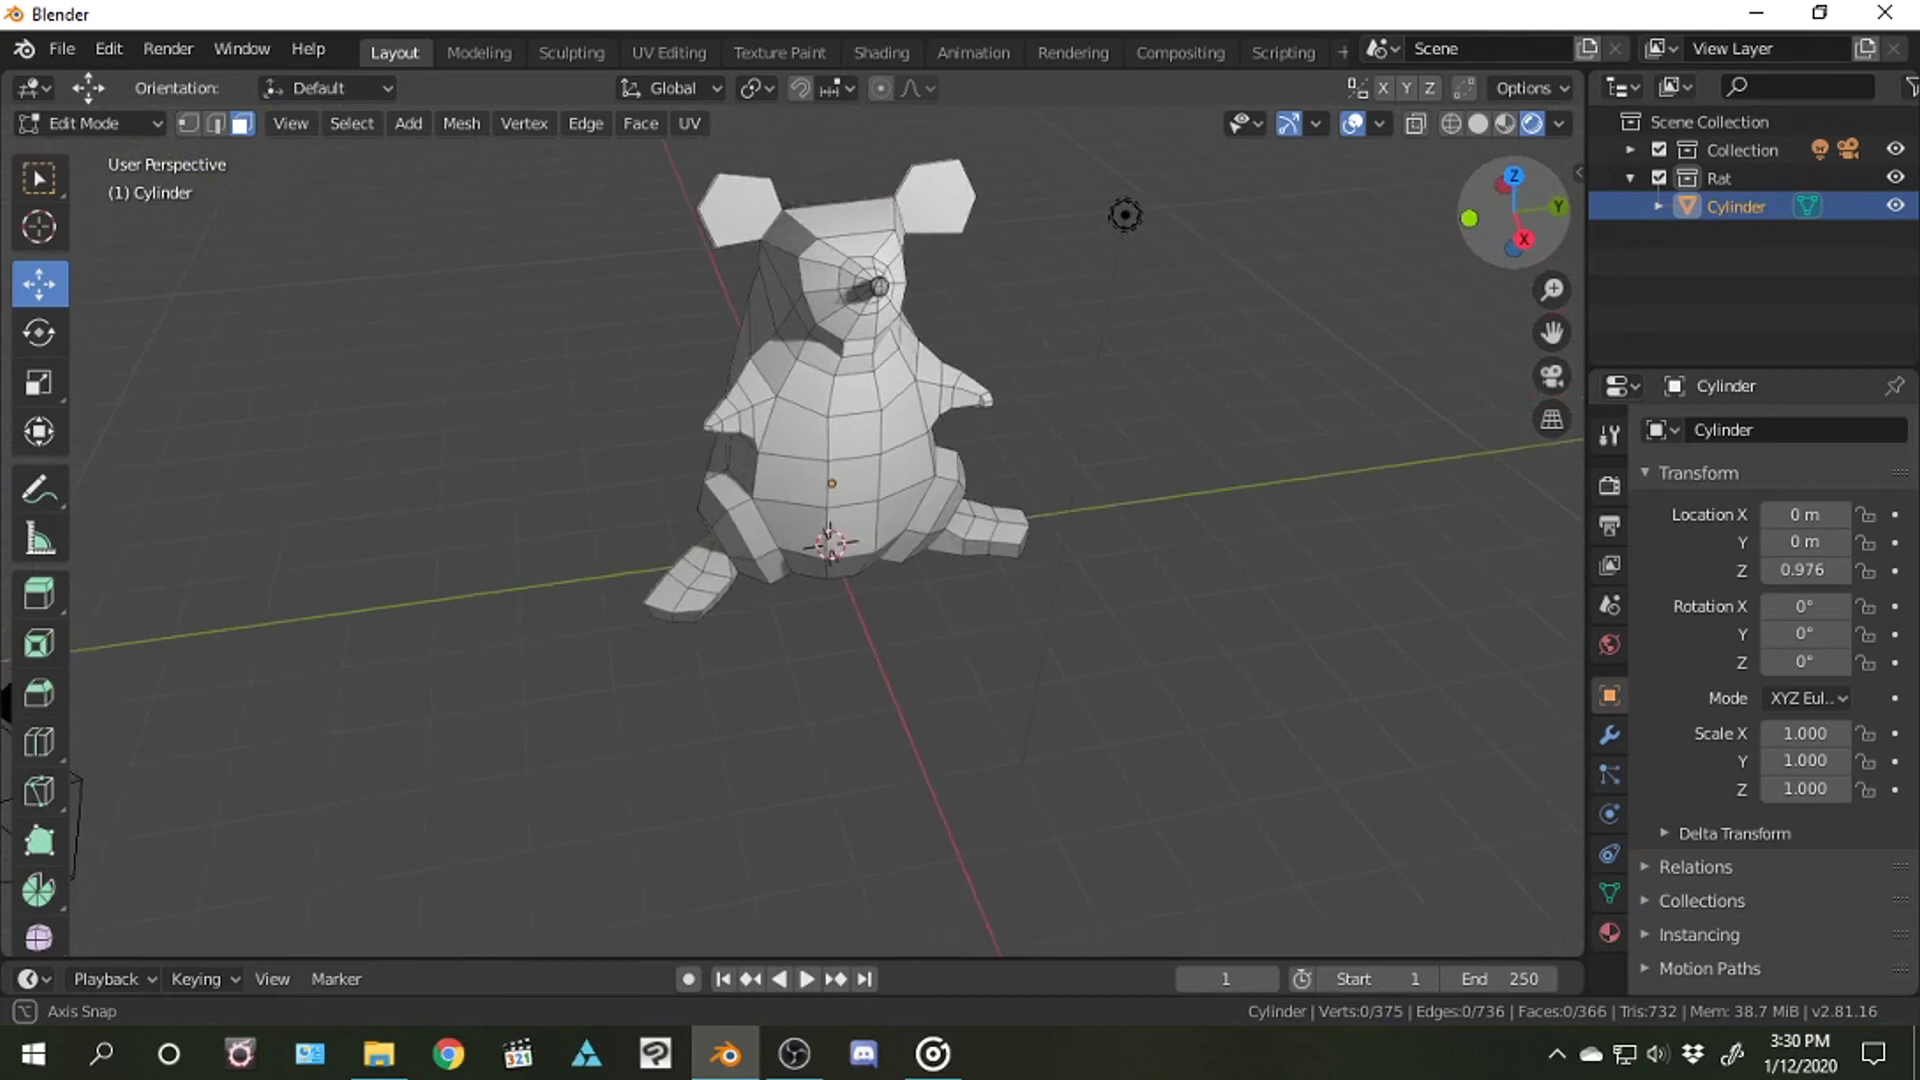 Blender
File Edit Render Window Help Layout Modeling Sculpting UV Editing Texture Paint Shading Animation Rendering Compositing Scripting + Scene View Layer
Orientation: Default Global X Y Z Options
Edit Mode View Select Add Mesh Vertex Edge Face UV
User Perspective
(1) Cylinder
Z
Y
X
Scene Collection
Collection
Rat
Cylinder
Cylinder
Cylinder
Transform
Location X 0 m
Y 0 m
Z 0.976
Rotation X 0°
Y 0°
Z 0°
Mode XYZ Eul..
Scale X 1.000
Y 1.000
Z 1.000
Delta Transform
Relations
Collections
Instancing
Motion Paths
Playback Keying View Marker 1 Start 1 End 250
Axis Snap Cylinder | Verts:0/375 | Edges:0/736 | Faces:0/366 | Tris:732 | Mem: 38.7 MiB | v2.81.16
321
3:30 PM
1/12/2020